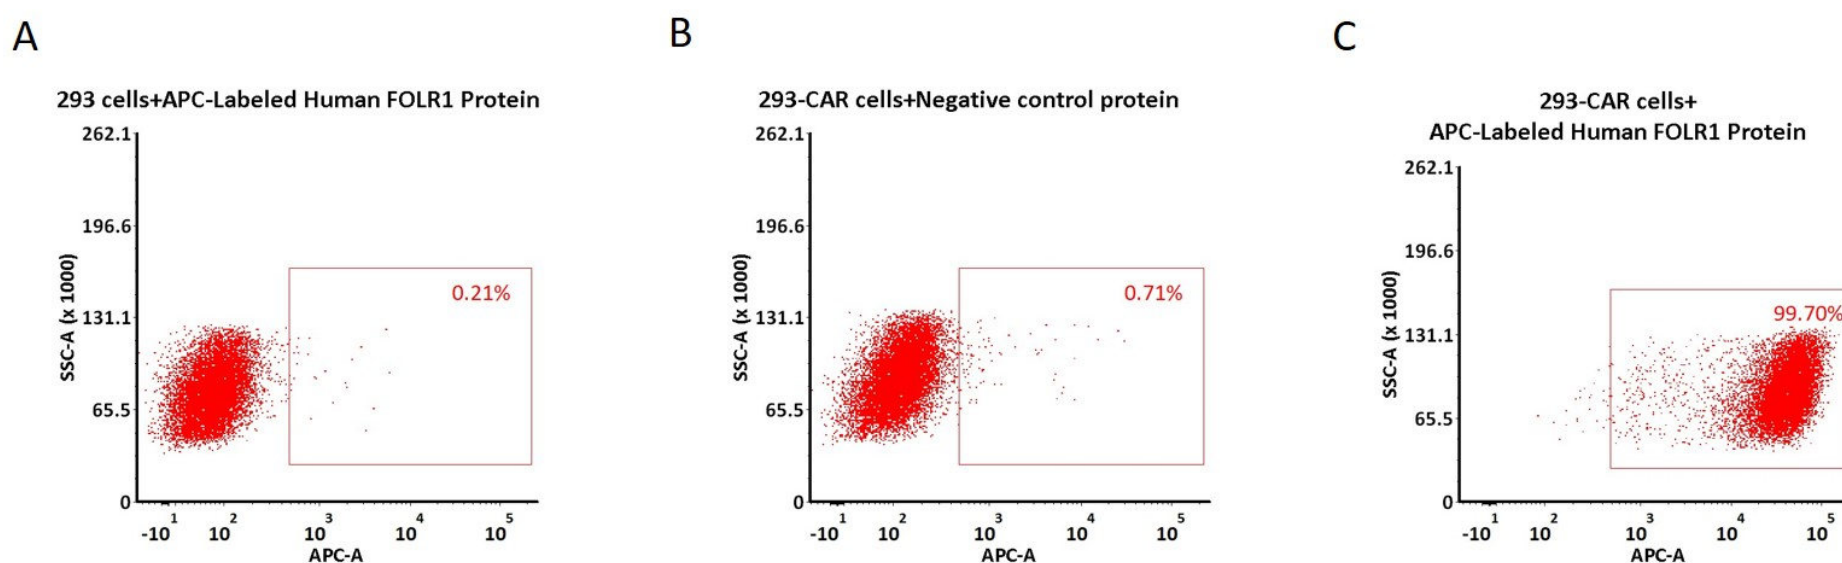 A
B
C
293 cells+APC-Labeled Human FOLR1 Protein
262.1
196.6
131.1
65.5
0
SSC-A (x 1000)
0.21%
-10 1
10 2
10 3
10 4
10 5
APC-A
293-CAR cells+Negative control protein
262.1
196.6
131.1
65.5
0
SSC-A (x 1000)
0.71%
-10 1
10 2
10 3
10 4
10 5
APC-A
293-CAR cells+
APC-Labeled Human FOLR1 Protein
262.1
196.6
131.1
65.5
0
SSC-A (x 1000)
99.70%
-10 1
10 2
10 3
10 4
10 5
APC-A